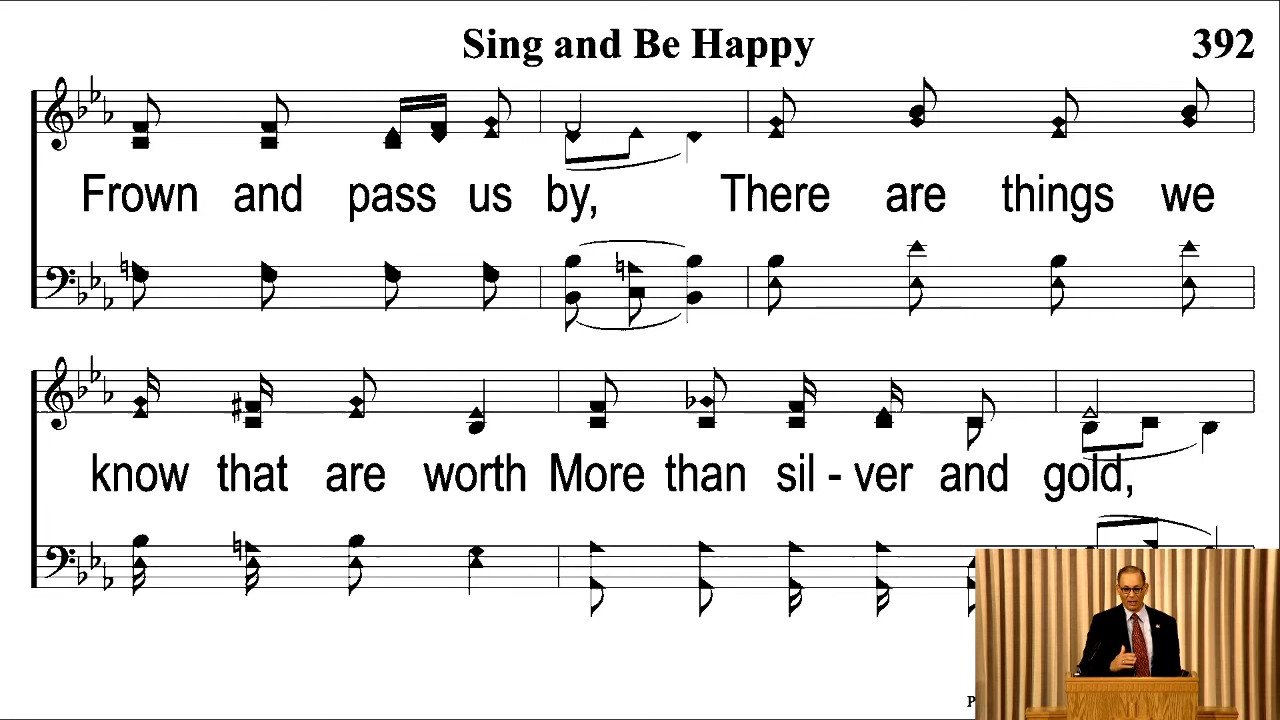 Sing and Be Happy 392
Frown and pass us by, There are things we
know that are worth More than sil - ver and gold,
P